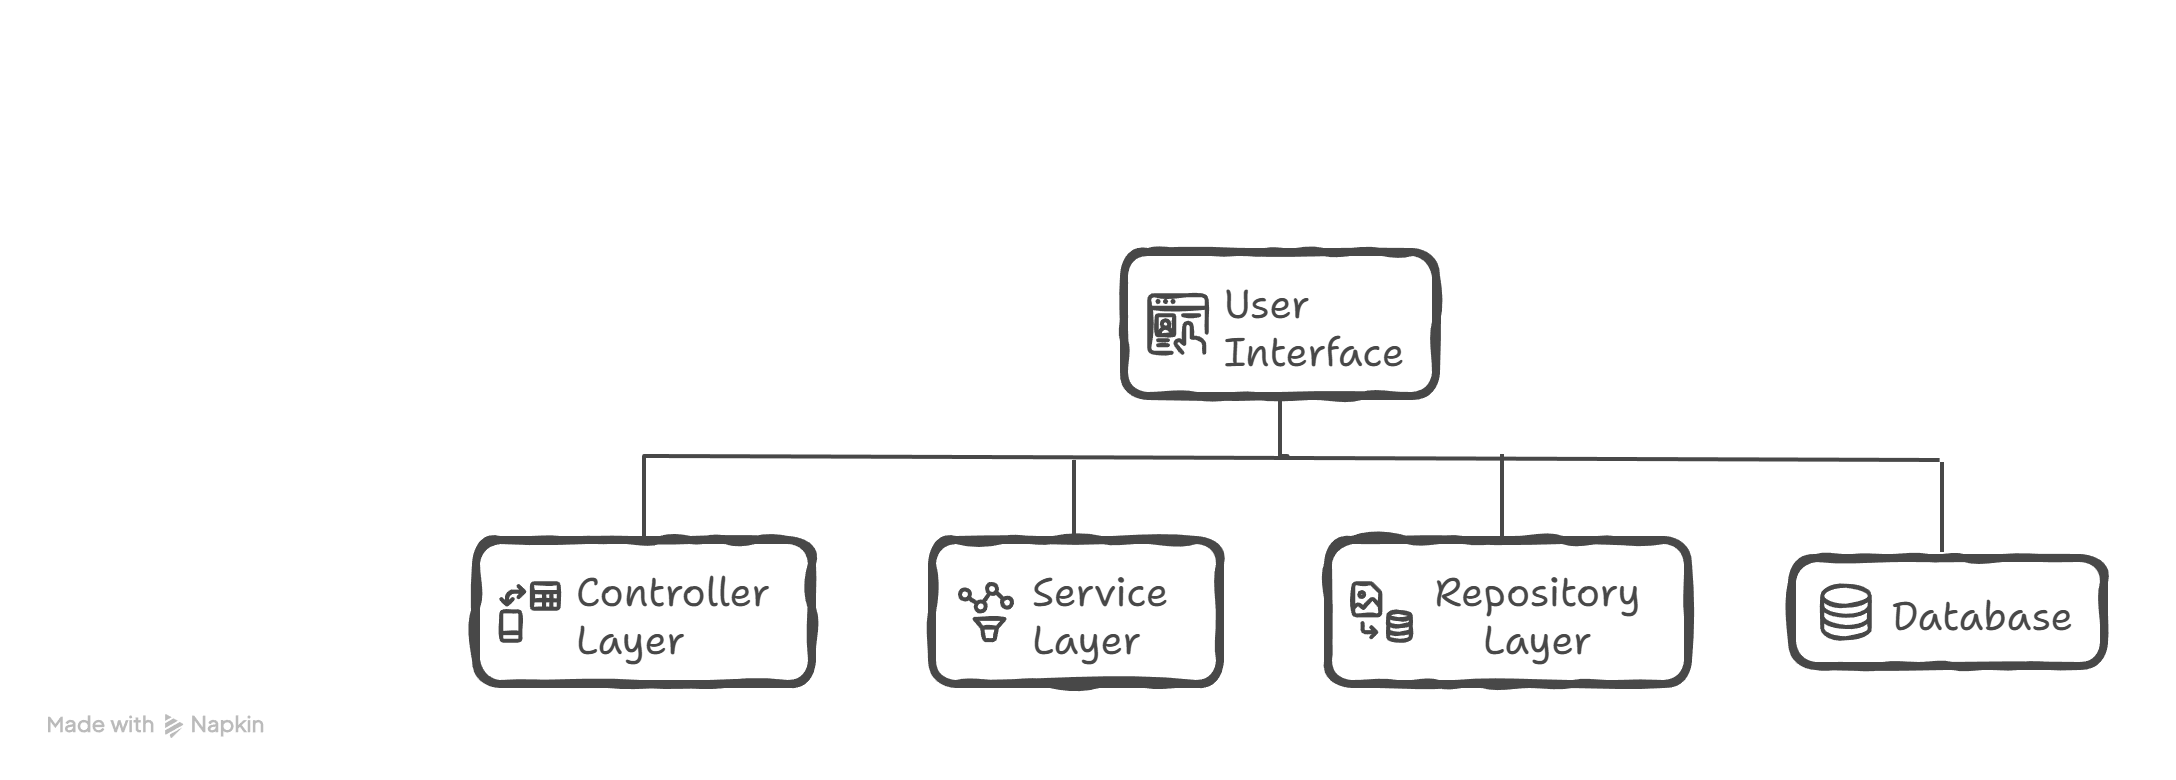 User
Interface
Controller
Layer
Service
Layer
Repository
Layer
Database
Made with Napkin